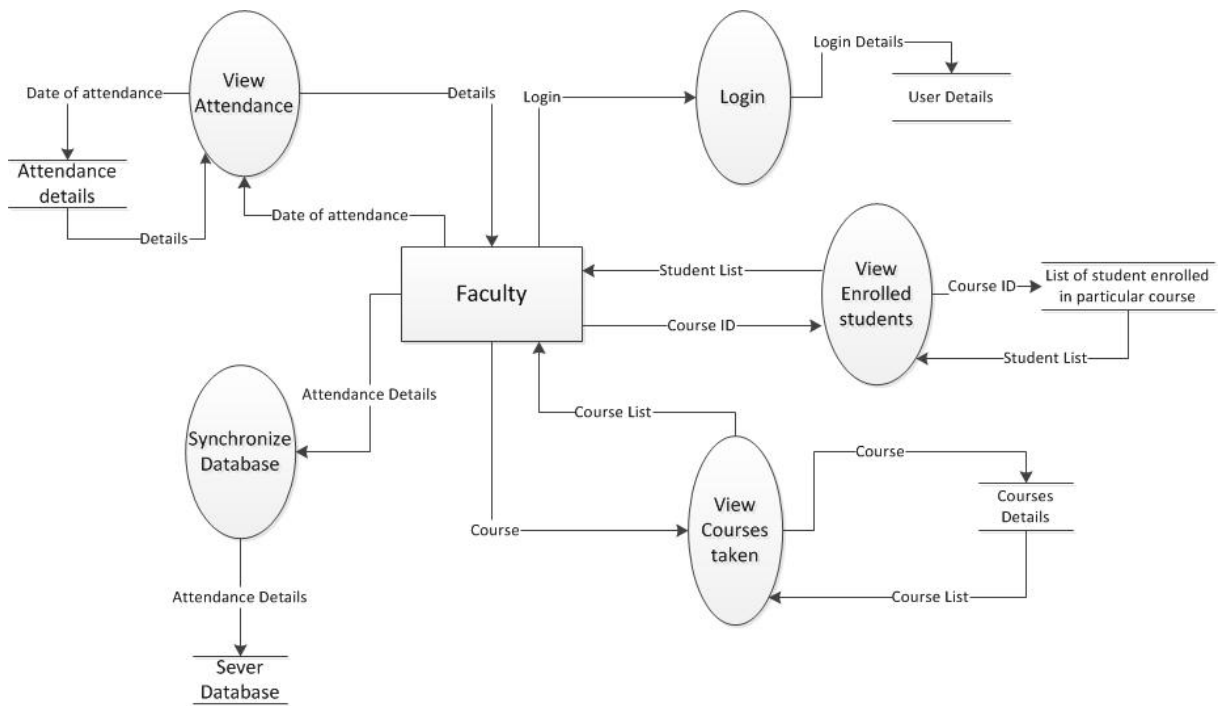 View
Attendance
Date of attendance
Details
Login
Login
Login Details
User Details
Attendance
details
Details
Date of attendance
Faculty
Student List
Course ID
View
Enrolled
students
Course ID
List of student enrolled
in particular course
Student List
Attendance Details
Synchronize
Database
Course List
Course
View
Courses
taken
Course
Courses
Details
Course List
Attendance Details
Sever
Database